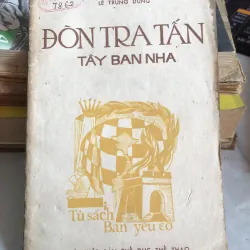 LÊ TRUNG DŨNG
ĐÒN TRA TẤN
TÂY BAN NHA
Tủ sách
Bạn yêu cờ